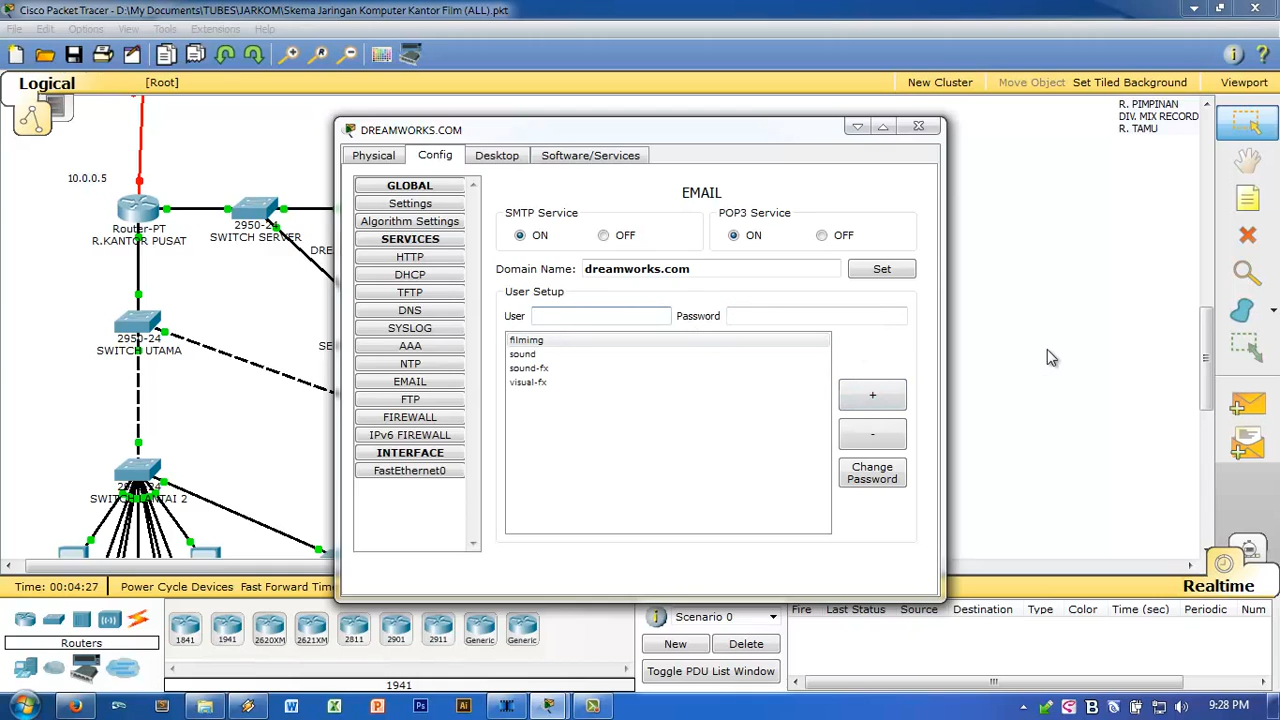 Cisco Packet Tracer - D:\My Documents\TUBES\JARKOM\Skema Jaringan Komputer Kantor Film (ALL).pkt
File Edit Options View Tools Extensions Help
Logical [Root] New Cluster Move Object Set Tiled Background Viewport
R. PIMPINAN
DIV. MIX RECORD
R. TAMU
10.0.0.5
Router-PT
R.KANTOR PUSAT
2950-24
SWITCH SERVER
DRE
2950-24
SWITCH UTAMA
SE
DREAMWORKS.COM
Physical Config Desktop Software/Services
GLOBAL
Settings
Algorithm Settings
SERVICES
HTTP
DHCP
TFTP
DNS
SYSLOG
AAA
NTP
EMAIL
FTP
FIREWALL
IPv6 FIREWALL
INTERFACE
FastEthernet0
EMAIL
SMTP Service
ON OFF
POP3 Service
ON OFF
Domain Name: dreamworks.com Set
User Setup
User Password
filmimg
sound
sound-fx
visual-fx
+
-
Change
Password
Time: 00:04:27 Power Cycle Devices Fast Forward Time
Realtime
Routers
1841 1941 2620XM 2621XM 2811 2901 2911 Generic Generic
1941
Scenario 0
New Delete
Toggle PDU List Window
Fire Last Status Source Destination Type Color Time (sec) Periodic Num
9:28 PM